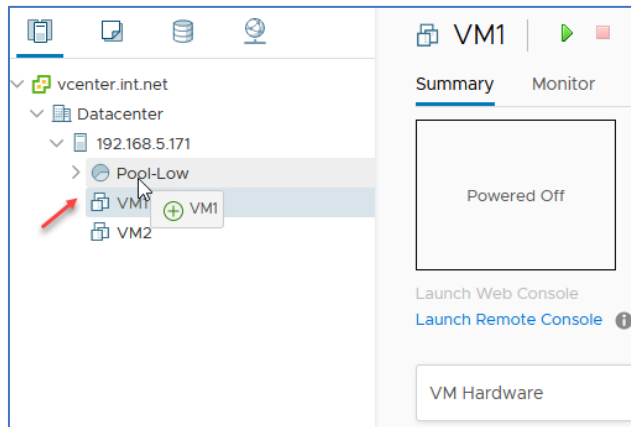 vcenter.int.net
Datacenter
192.168.5.171
Pool-Low
VM1
VM1
VM2
VM1
Summary Monitor
Powered Off
Launch Web Console
Launch Remote Console
VM Hardware